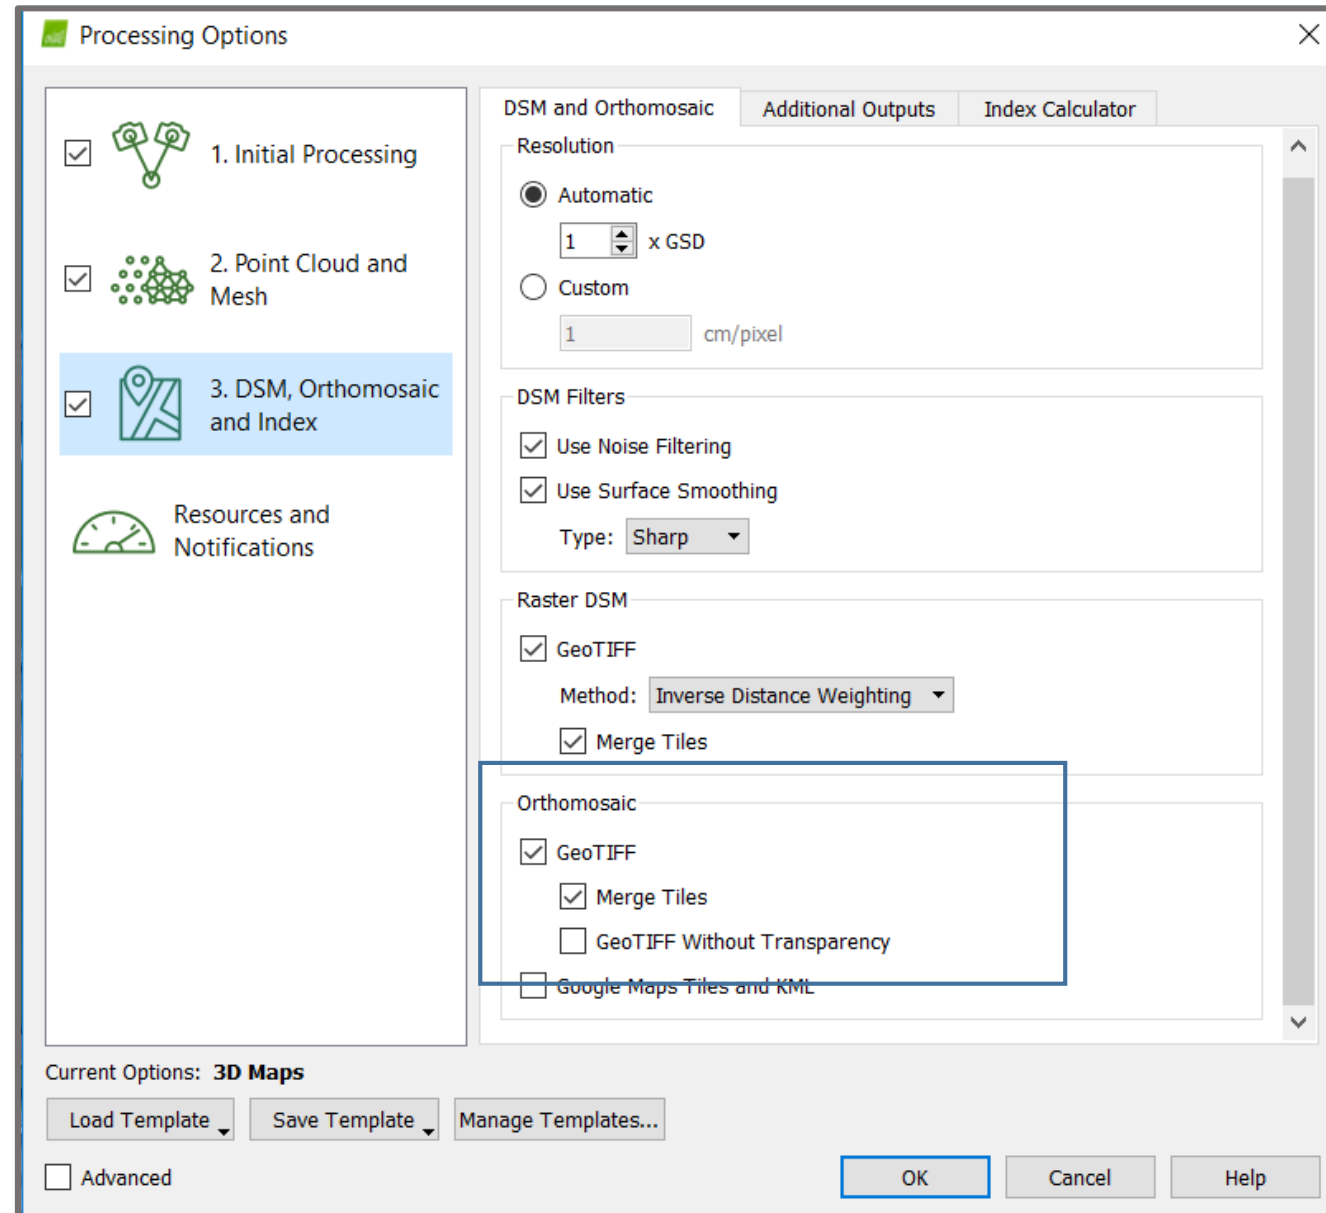 Processing Options
1. Initial Processing
2. Point Cloud and
Mesh
3. DSM, Orthomosaic
and Index
Resources and
Notifications
DSM and Orthomosaic
Additional Outputs
Index Calculator
Resolution
Automatic
1 x GSD
Custom
1 cm/pixel
DSM Filters
Use Noise Filtering
Use Surface Smoothing
Type: Sharp
Raster DSM
GeoTIFF
Method: Inverse Distance Weighting
Merge Tiles
Orthomosaic
GeoTIFF
Merge Tiles
GeoTIFF Without Transparency
Google Maps Tiles and KML
Current Options: 3D Maps
Load Template
Save Template
Manage Templates...
Advanced
OK
Cancel
Help